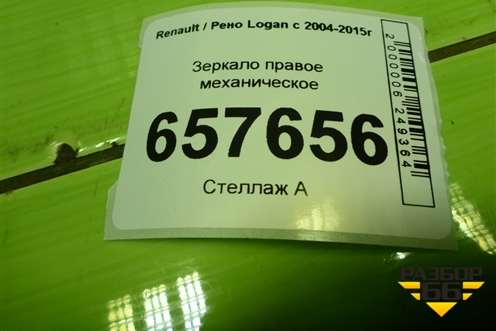 Renault / Рено Logan с 2004-2015г
Зеркало правое
механическое
657656
Стеллаж А
2000006249364
РАЗБОР
66